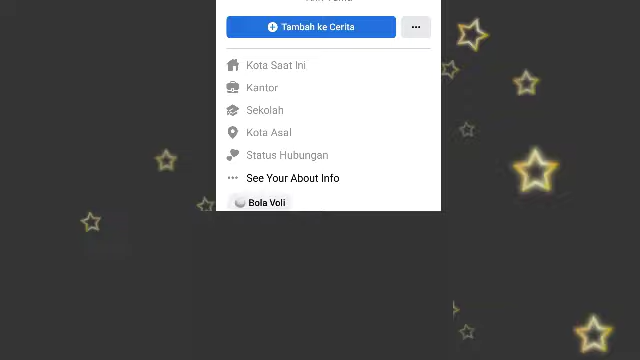 Tambah ke Cerita
Kota Saat Ini
Kantor
Sekolah
Kota Asal
Status Hubungan
See Your About Info
Bola Voli